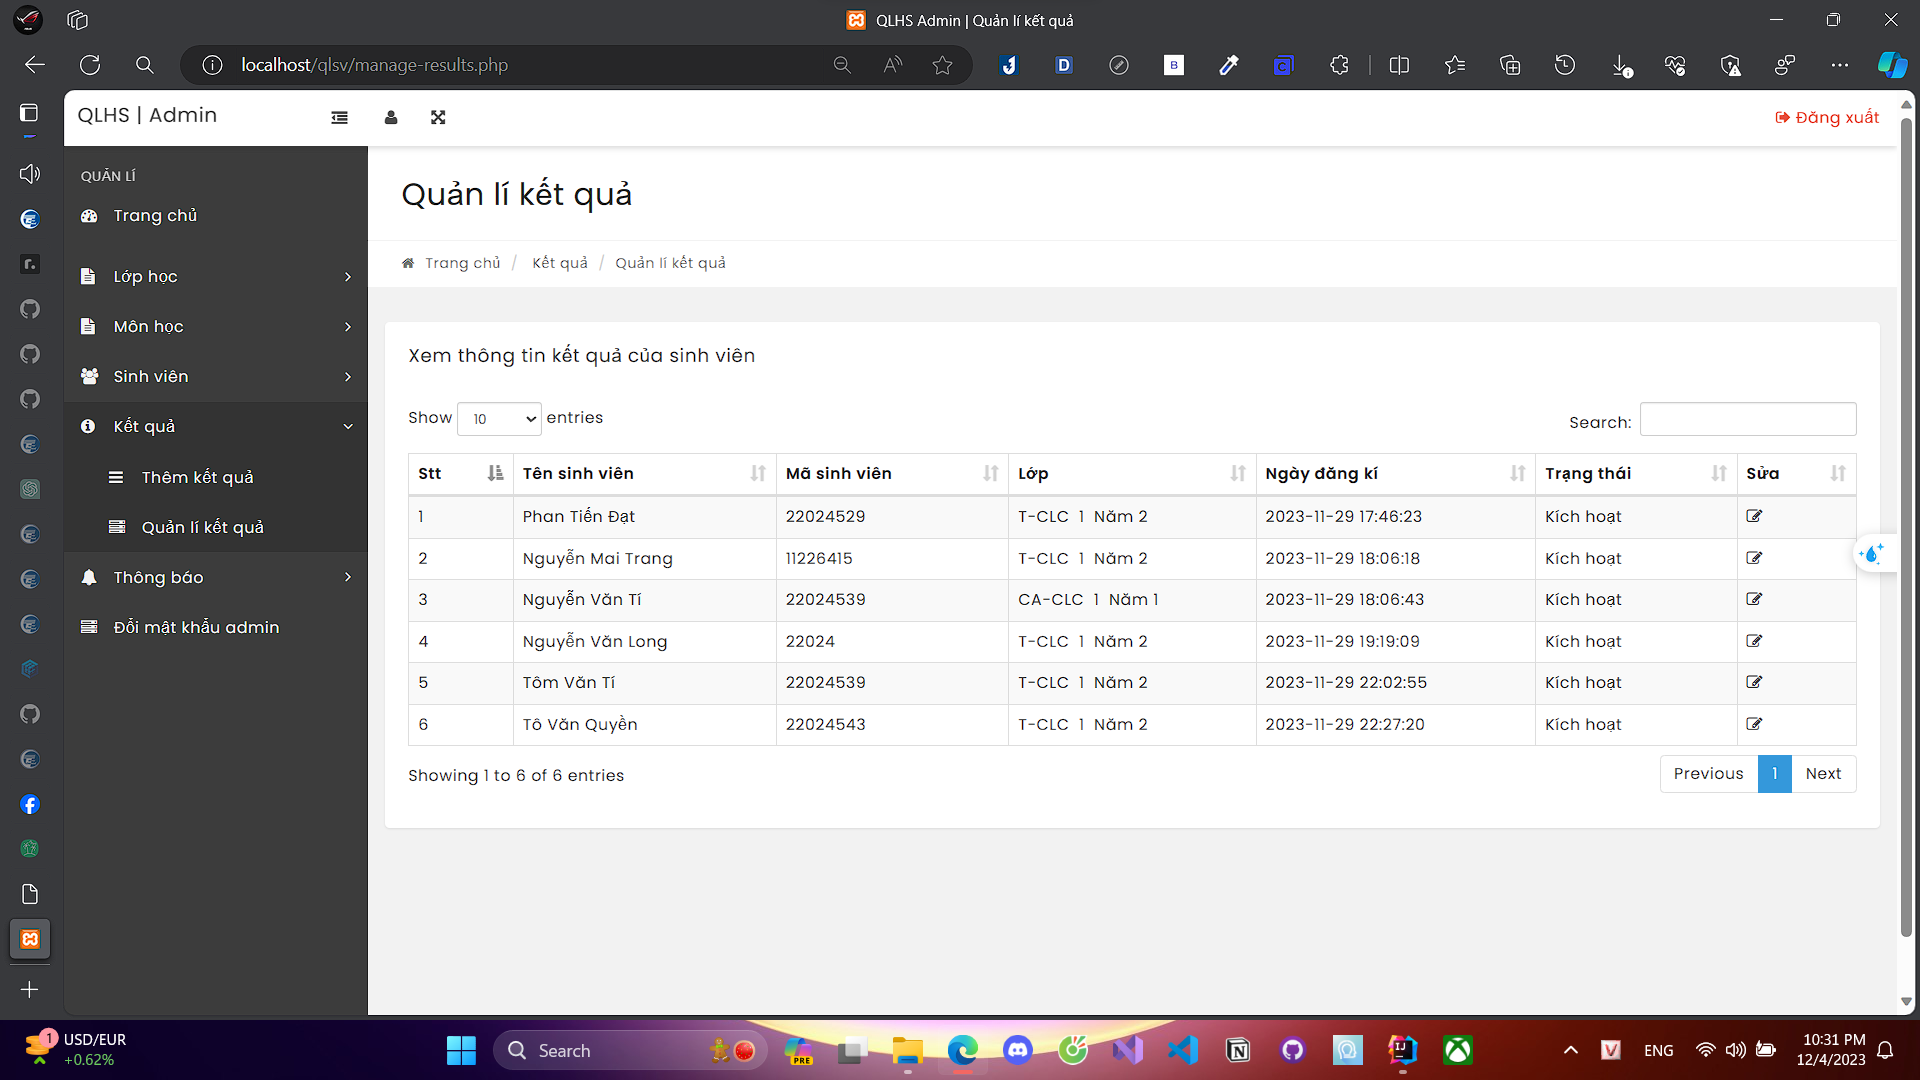 QLHS Admin | Quản lí kết quả
localhost/qlsv/manage-results.php
QLHS | Admin
Đăng xuất
QUẢN LÍ
Trang chủ
Lớp học
Môn học
Sinh viên
Kết quả
Thêm kết quả
Quản lí kết quả
Thông báo
Đổi mật khẩu admin
Quản lí kết quả
Trang chủ / Kết quả / Quản lí kết quả
Xem thông tin kết quả của sinh viên
Show 10 entries
Search:
Stt Tên sinh viên Mã sinh viên Lớp Ngày đăng kí Trạng thái Sửa
1 Phan Tiến Đạt 22024529 T-CLC 1 Năm 2 2023-11-29 17:46:23 Kích hoạt
2 Nguyễn Mai Trang 11226415 T-CLC 1 Năm 2 2023-11-29 18:06:18 Kích hoạt
3 Nguyễn Văn Tí 22024539 CA-CLC 1 Năm 1 2023-11-29 18:06:43 Kích hoạt
4 Nguyễn Văn Long 22024 T-CLC 1 Năm 2 2023-11-29 19:19:09 Kích hoạt
5 Tôm Văn Tí 22024539 T-CLC 1 Năm 2 2023-11-29 22:02:55 Kích hoạt
6 Tô Văn Quyền 22024543 T-CLC 1 Năm 2 2023-11-29 22:27:20 Kích hoạt
Showing 1 to 6 of 6 entries
Previous 1 Next
1 USD/EUR
+0.62%
Search
PRE
ENG
10:31 PM
12/4/2023